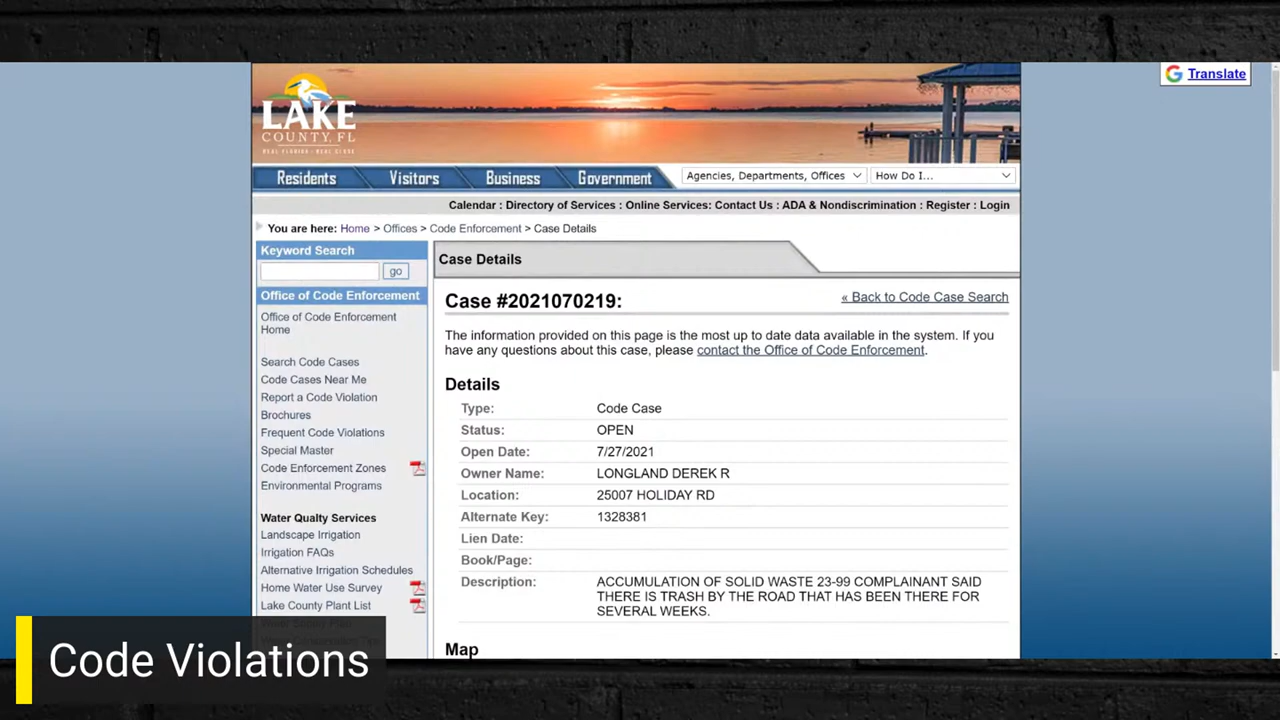 Translate
LAKE
COUNTY, FL
REAL FLORIDA • REAL CLOSE
Residents
Visitors
Business
Government
Agencies, Departments, Offices
How Do I...
Calendar : Directory of Services : Online Services: Contact Us : ADA & Nondiscrimination : Register : Login
You are here: Home > Offices > Code Enforcement > Case Details
Keyword Search
go
Office of Code Enforcement
Office of Code Enforcement
Home
Search Code Cases
Code Cases Near Me
Report a Code Violation
Brochures
Frequent Code Violations
Special Master
Code Enforcement Zones
Environmental Programs
Water Qualty Services
Landscape Irrigation
Irrigation FAQs
Alternative Irrigation Schedules
Home Water Use Survey
Lake County Plant List
Case Details
Case #2021070219:
« Back to Code Case Search
The information provided on this page is the most up to date data available in the system. If you
have any questions about this case, please contact the Office of Code Enforcement.
Details
Type: Code Case
Status: OPEN
Open Date: 7/27/2021
Owner Name: LONGLAND DEREK R
Location: 25007 HOLIDAY RD
Alternate Key: 1328381
Lien Date:
Book/Page:
Description: ACCUMULATION OF SOLID WASTE 23-99 COMPLAINANT SAID
THERE IS TRASH BY THE ROAD THAT HAS BEEN THERE FOR
SEVERAL WEEKS.
Map
Code Violations